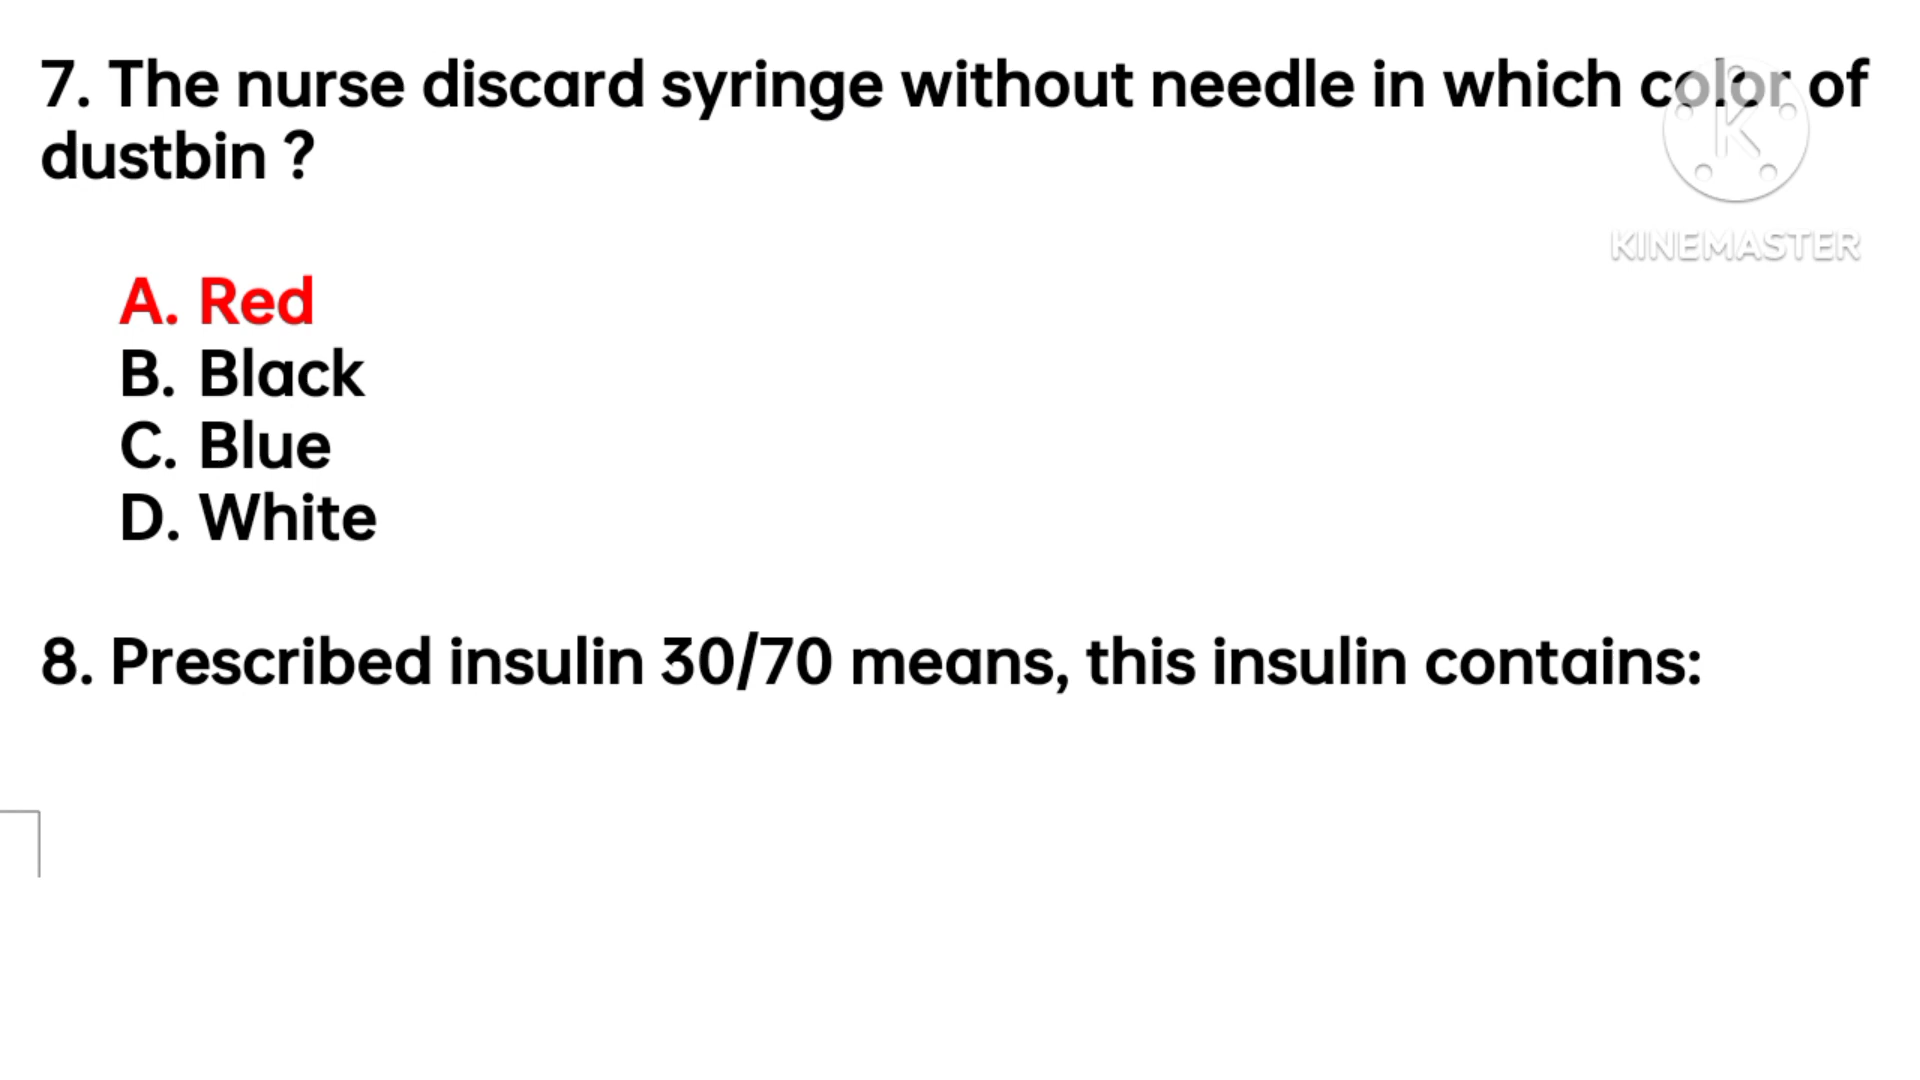 7. The nurse discard syringe without needle in which color of
dustbin ?
K
KINEMASTER
A. Red
B. Black
C. Blue
D. White
8. Prescribed insulin 30/70 means, this insulin contains: